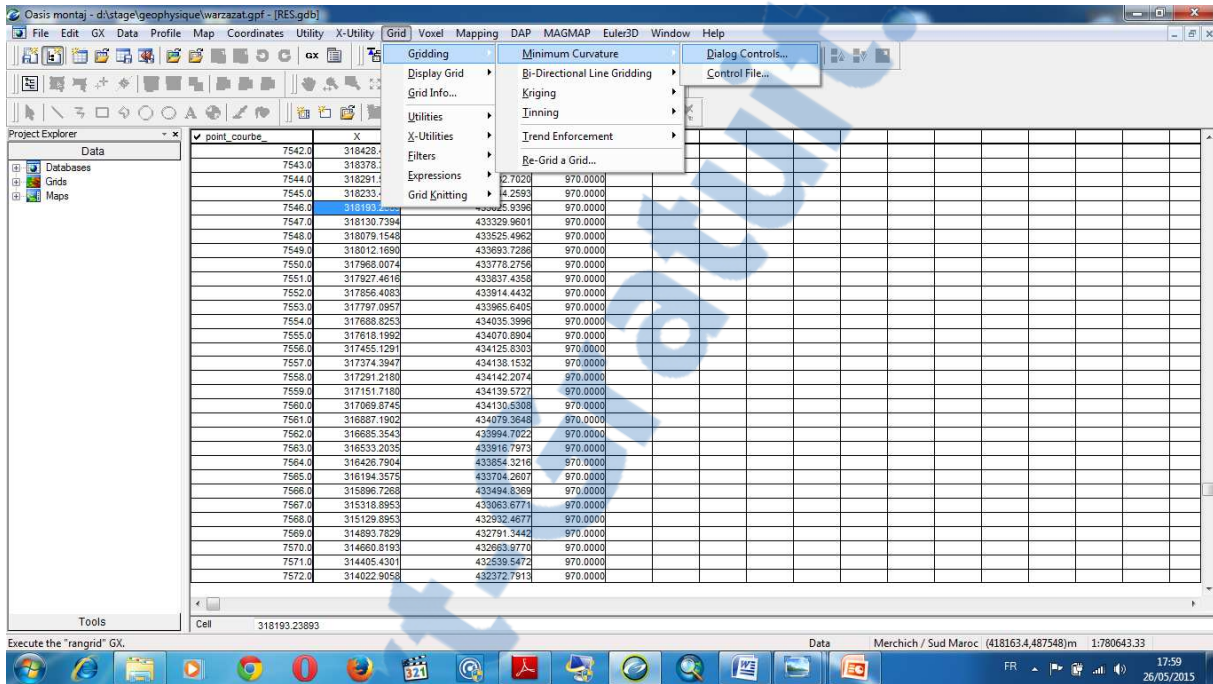 Oasis montaj - d:\stage\geophysique\warzazat.gpf - [RES.gdb]
File Edit GX Data Profile Map Coordinates Utility X-Utility Grid Voxel Mapping DAP MAGMAP Euler3D Window Help
GX
Gridding
Display Grid
Grid Info...
Utilities
X-Utilities
Filters
Expressions
Grid Knitting
Minimum Curvature
Bi-Directional Line Gridding
Kriging
Tinning
Trend Enforcement
Re-Grid a Grid...
Dialog Controls...
Control File...
Project Explorer
Data
Databases
Grids
Maps
point_courbe_ X
7542.0 318428.
7543.0 318378.
7544.0 318291. 2.7020 970.0000
7545.0 318233. 4.2593 970.0000
7546.0 970.0000
7547.0 318130.7394 433329.9601 970.0000
7548.0 318079.1548 433525.4962 970.0000
7549.0 318012.1690 433693.7286 970.0000
7550.0 317968.0074 433778.2756 970.0000
7551.0 317927.4616 433837.4358 970.0000
7552.0 317856.4083 433914.4432 970.0000
7553.0 317797.0957 433965.6405 970.0000
7554.0 317688.8253 434035.3996 970.0000
7555.0 317618.1992 434070.8904 970.0000
7556.0 317455.1291 434125.8303 970.0000
7557.0 317374.3947 434138.1532 970.0000
7558.0 317291.2180 434142.2074 970.0000
7559.0 317151.7180 434139.5727 970.0000
7560.0 317069.8745 434130.5308 970.0000
7561.0 316887.1902 434079.3648 970.0000
7562.0 316685.3543 433994.7022 970.0000
7563.0 316533.2035 433916.7973 970.0000
7564.0 316426.7904 433854.3216 970.0000
7565.0 316194.3575 433704.2607 970.0000
7566.0 315896.7268 433494.8369 970.0000
7567.0 315318.8953 433063.6771 970.0000
7568.0 315129.8953 432932.4677 970.0000
7569.0 314893.7829 432791.3442 970.0000
7570.0 314660.8193 432663.9770 970.0000
7571.0 314405.4301 432539.5472 970.0000
7572.0 314022.9058 432372.7913 970.0000
Tools
Cell 318193.23893
Execute the "rangrid" GX.
Data
Merchich / Sud Maroc (418163.4,487548)m 1:780643.33
FR
17:59
26/05/2015